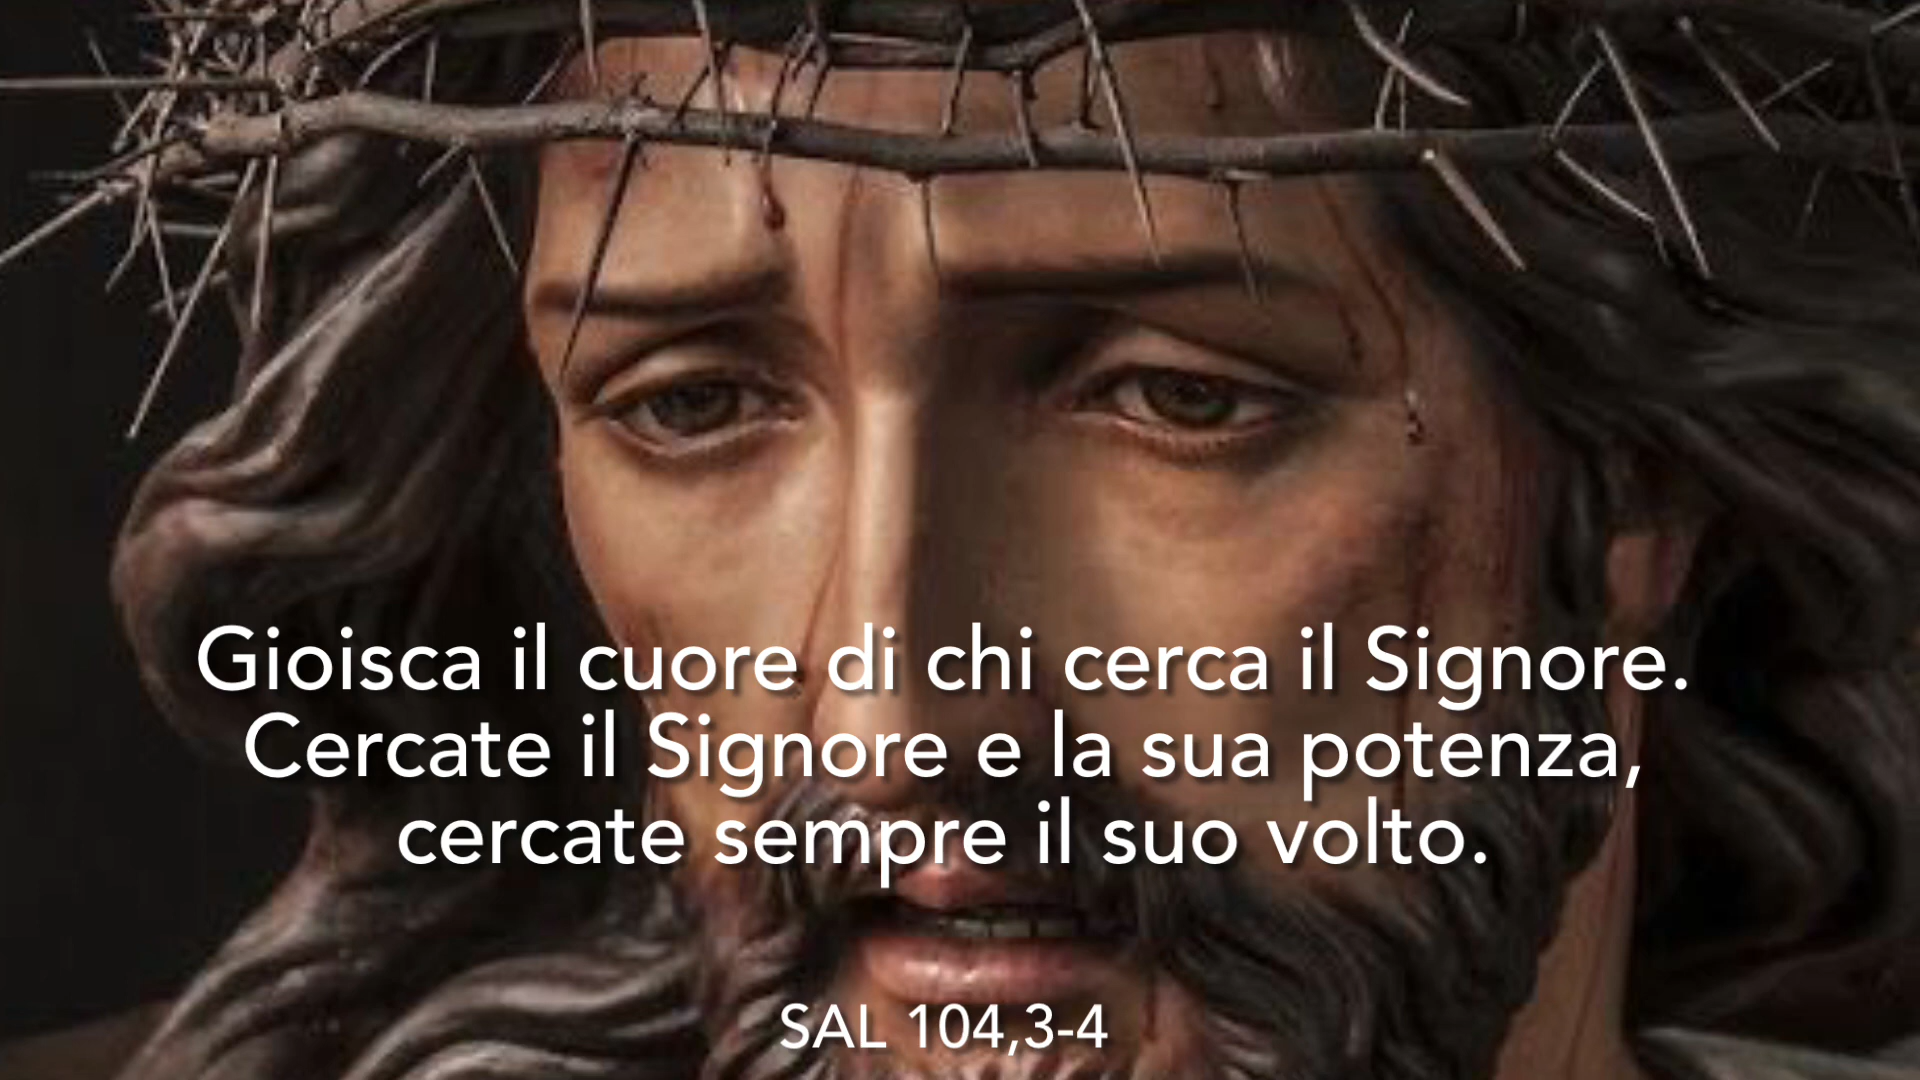 Gioisca il cuore di chi cerca il Signore.
Cercate il Signore e la sua potenza,
cercate sempre il suo volto.
SAL 104,3-4